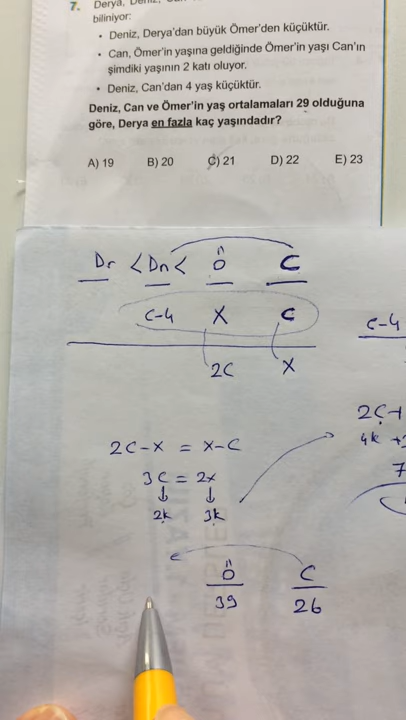 7. Derya, Deniz,
biliniyor:
• Deniz, Derya'dan büyük Ömer'den küçüktür.
• Can, Ömer'in yaşına geldiğinde Ömer'in yaşı Can'ın
şimdiki yaşının 2 katı oluyor.
• Deniz, Can'dan 4 yaş küçüktür.
Deniz, Can ve Ömer'in yaş ortalamaları 29 olduğuna
göre, Derya en fazla kaç yaşındadır?
A) 19 B) 20 C) 21 D) 22 E) 23
Dr < Dn < Ö C
C-4 X C
2C X
C-4
2C+
4k +
7
2C-X = X-C
3C = 2x
↓ ↓
2k 3k
Ö C
39 26